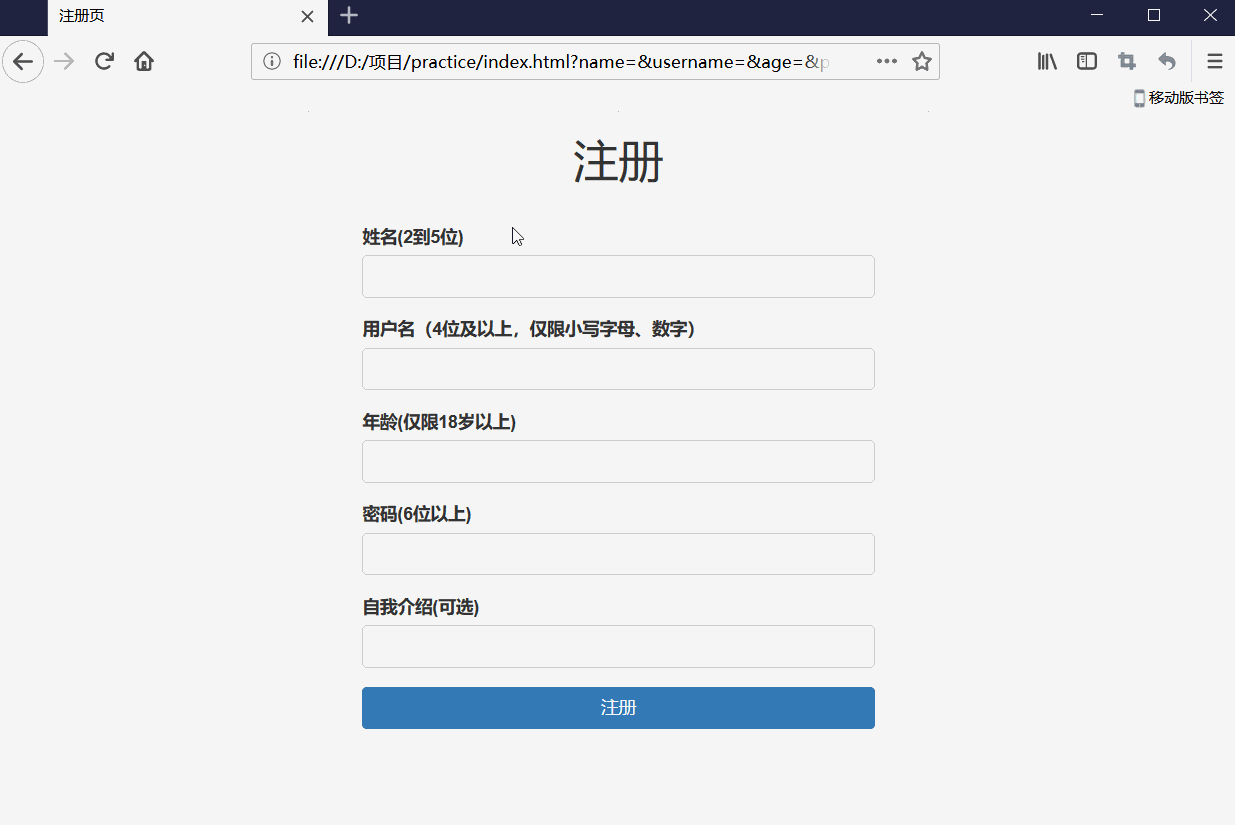 注册页
file:///D:/项目/practice/index.html?name=&username=&age=&p
移动版书签
注册
姓名(2到5位)
用户名（4位及以上，仅限小写字母、数字）
年龄(仅限18岁以上)
密码(6位以上)
自我介绍(可选)
注册